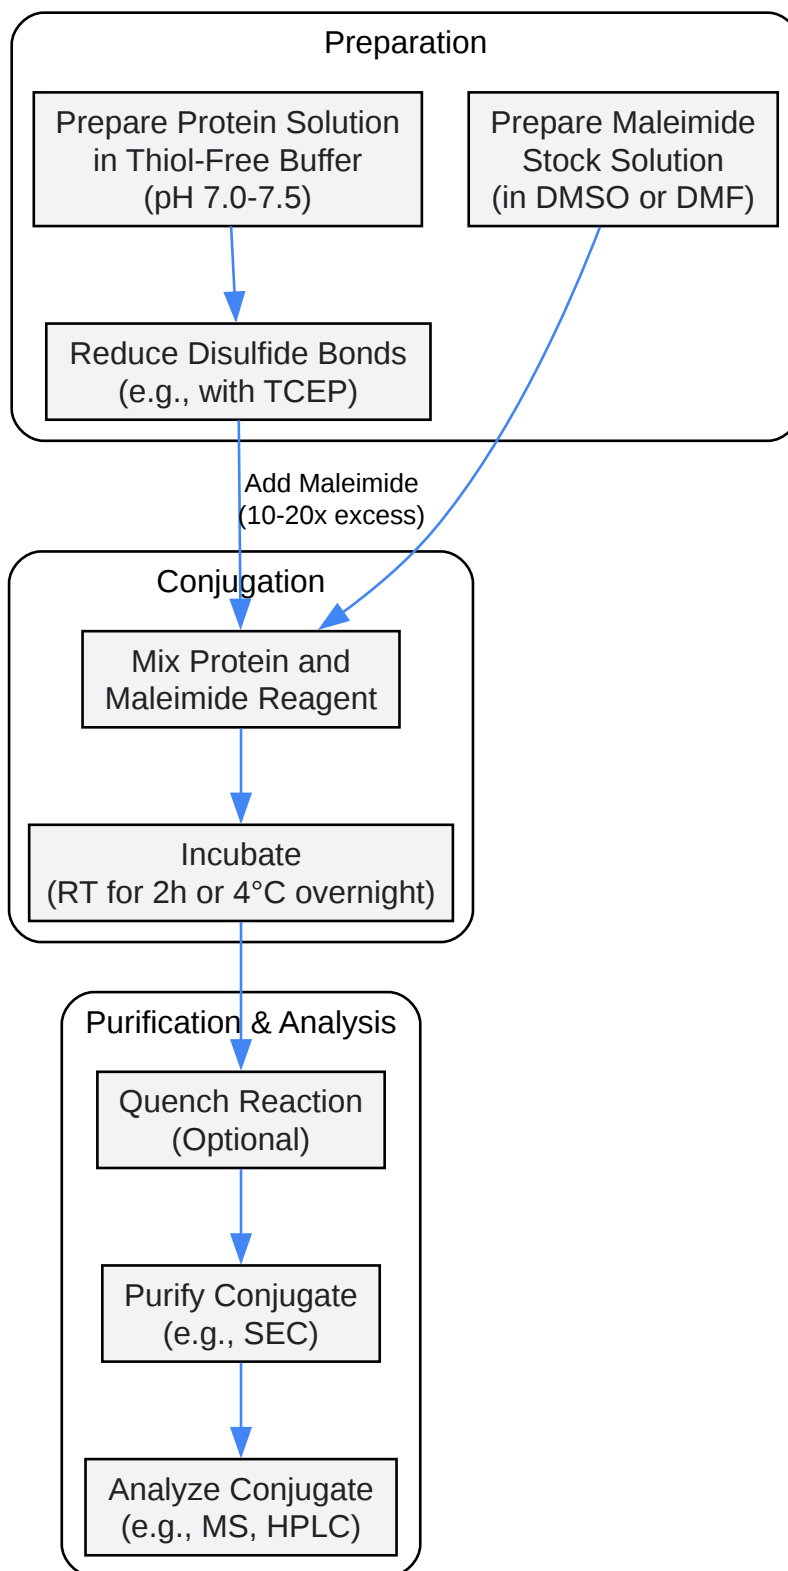 Preparation
Prepare Protein Solution
in Thiol-Free Buffer
(pH 7.0-7.5)
Prepare Maleimide
Stock Solution
(in DMSO or DMF)
Reduce Disulfide Bonds
(e.g., with TCEP)
Add Maleimide
(10-20x excess)
Conjugation
Mix Protein and
Maleimide Reagent
Incubate
(RT for 2h or 4°C overnight)
Purification & Analysis
Quench Reaction
(Optional)
Purify Conjugate
(e.g., SEC)
Analyze Conjugate
(e.g., MS, HPLC)